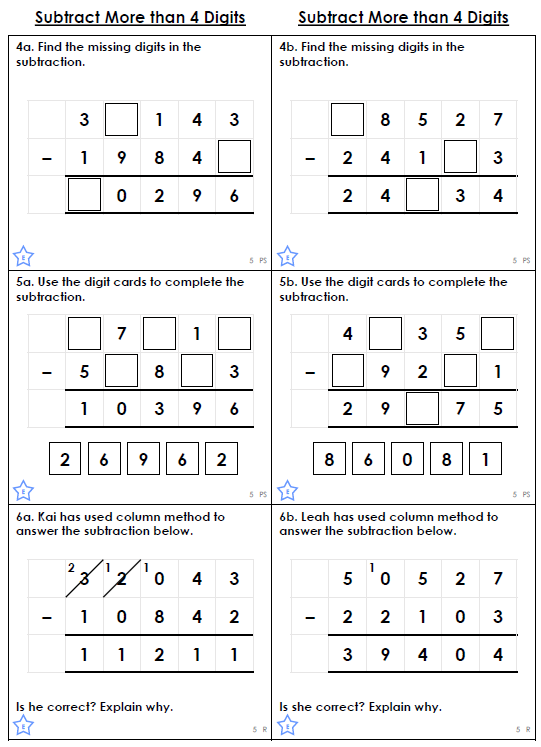 Subtract More than 4 Digits
Subtract More than 4 Digits
4a. Find the missing digits in the
subtraction.
3 1 4 3
− 1 9 8 4
0 2 9 6
E
5 PS
4b. Find the missing digits in the
subtraction.
8 5 2 7
− 2 4 1 3
2 4 3 4
E
5 PS
5a. Use the digit cards to complete the
subtraction.
7 1
− 5 8 3
1 0 3 9 6
2 6 9 6 2
E
5 PS
5b. Use the digit cards to complete the
subtraction.
4 3 5
− 9 2 1
2 9 7 5
8 6 0 8 1
E
5 PS
6a. Kai has used column method to
answer the subtraction below.
2 1 1
3 2 0 4 3
− 1 0 8 4 2
1 1 2 1 1
Is he correct? Explain why.
E
5 R
6b. Leah has used column method to
answer the subtraction below.
1
5 0 5 2 7
− 2 2 1 0 3
3 9 4 0 4
Is she correct? Explain why.
E
5 R